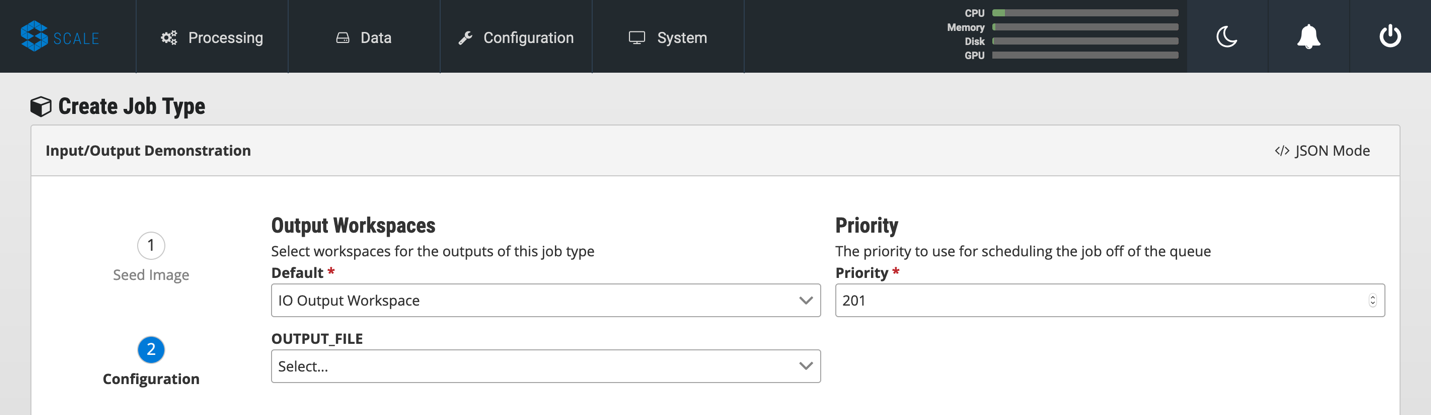 SCALE
Processing
Data
Configuration
System
CPU
Memory
Disk
GPU
Create Job Type
Input/Output Demonstration
</> JSON Mode
1
Seed Image
2
Configuration
Output Workspaces
Select workspaces for the outputs of this job type
Default *
IO Output Workspace
OUTPUT_FILE
Select...
Priority
The priority to use for scheduling the job off of the queue
Priority *
201